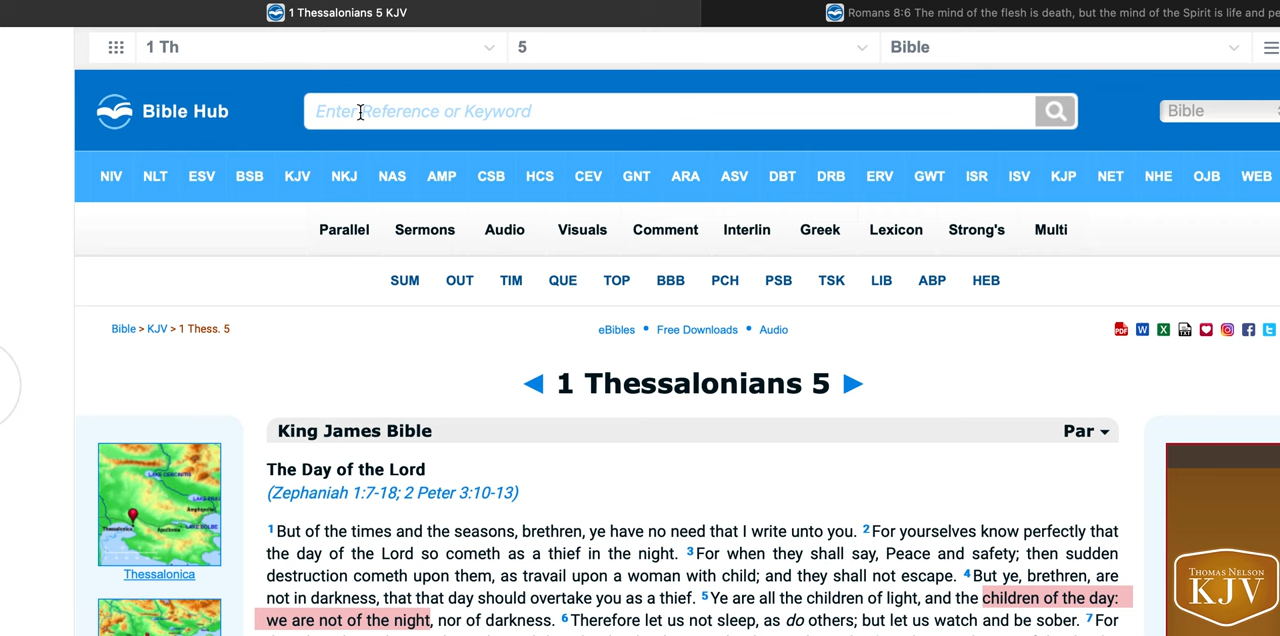 1 Thessalonians 5 KJV
Romans 8:6 The mind of the flesh is death, but the mind of the Spirit is life and pe
1 Th
5
Bible
Bible Hub
Enter Reference or Keyword
Bible
NIV NLT ESV BSB KJV NKJ NAS AMP CSB HCS CEV GNT ARA ASV DBT DRB ERV GWT ISR ISV KJP NET NHE OJB WEB
Parallel Sermons Audio Visuals Comment Interlin Greek Lexicon Strong's Multi
SUM OUT TIM QUE TOP BBB PCH PSB TSK LIB ABP HEB
Bible > KJV > 1 Thess. 5
eBibles • Free Downloads • Audio
◀ 1 Thessalonians 5 ▶
King James Bible
Par
The Day of the Lord
(Zephaniah 1:7-18; 2 Peter 3:10-13)
1 But of the times and the seasons, brethren, ye have no need that I write unto you. 2 For yourselves know perfectly that
the day of the Lord so cometh as a thief in the night. 3 For when they shall say, Peace and safety; then sudden
destruction cometh upon them, as travail upon a woman with child; and they shall not escape. 4 But ye, brethren, are
not in darkness, that that day should overtake you as a thief. 5 Ye are all the children of light, and the children of the day:
we are not of the night, nor of darkness. 6 Therefore let us not sleep, as do others; but let us watch and be sober. 7 For
Thessalonica
THOMAS NELSON
KJV